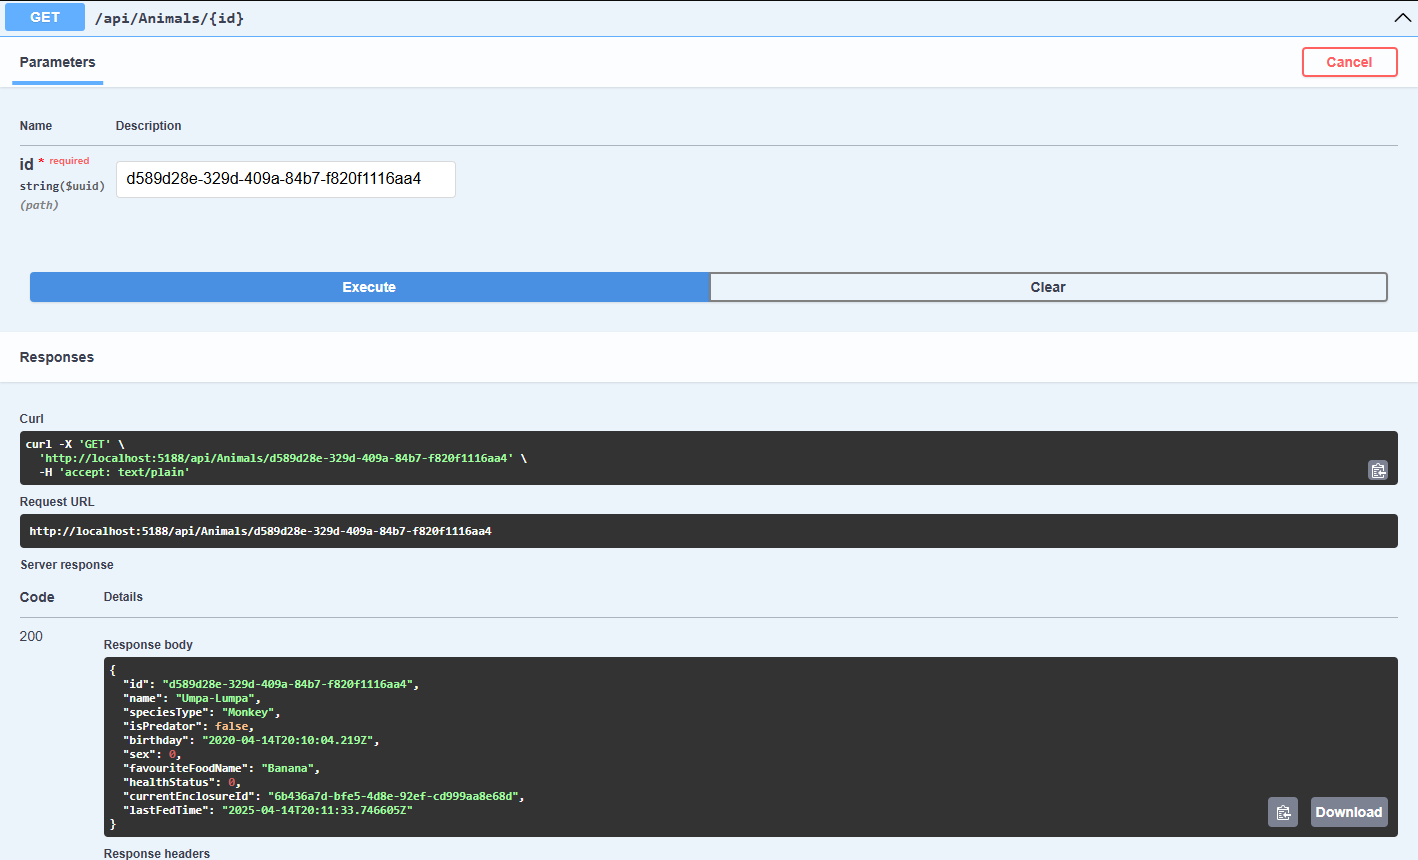 GET /api/Animals/{id}
Parameters
Cancel
Name Description
id * required
string($uuid)
(path)
d589d28e-329d-409a-84b7-f820f1116aa4
Execute Clear
Responses
Curl
curl -X 'GET' \
'http://localhost:5188/api/Animals/d589d28e-329d-409a-84b7-f820f1116aa4' \
-H 'accept: text/plain'
Request URL
http://localhost:5188/api/Animals/d589d28e-329d-409a-84b7-f820f1116aa4
Server response
Code Details
200
Response body
{
"id": "d589d28e-329d-409a-84b7-f820f1116aa4",
"name": "Umpa-Lumpa",
"speciesType": "Monkey",
"isPredator": false,
"birthday": "2020-04-14T20:10:04.219Z",
"sex": 0,
"favouriteFoodName": "Banana",
"healthStatus": 0,
"currentEnclosureId": "6b436a7d-bfe5-4d8e-92ef-cd999aa8e68d",
"lastFedTime": "2025-04-14T20:11:33.746605Z"
}
Download
Response headers